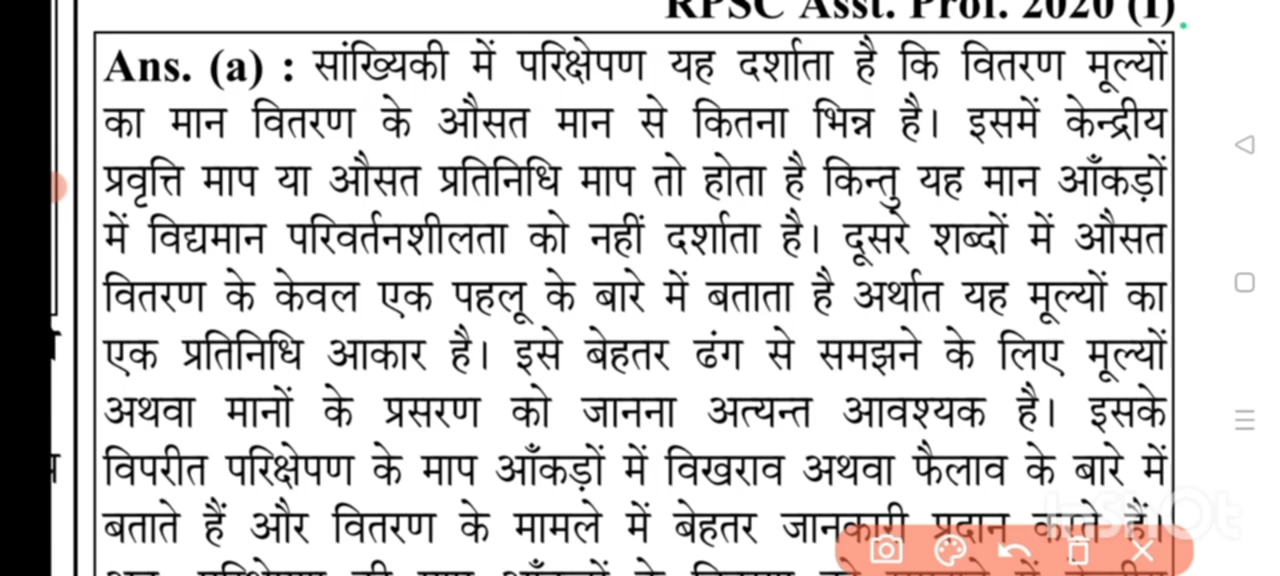 RPSC Asst. Prof. 2020 (I)
Ans. (a) : सांख्यिकी में परिक्षेपण यह दर्शाता है कि वितरण मूल्यों
का मान वितरण के औसत मान से कितना भिन्न है। इसमें केन्द्रीय
प्रवृत्ति माप या औसत प्रतिनिधि माप तो होता है किन्तु यह मान आँकड़ों
में विद्यमान परिवर्तनशीलता को नहीं दर्शाता है। दूसरे शब्दों में औसत
वितरण के केवल एक पहलू के बारे में बताता है अर्थात यह मूल्यों का
एक प्रतिनिधि आकार है। इसे बेहतर ढंग से समझने के लिए मूल्यों
अथवा मानों के प्रसरण को जानना अत्यन्त आवश्यक है। इसके
विपरीत परिक्षेपण के माप आँकड़ों में विखराव अथवा फैलाव के बारे में
बताते हैं और वितरण के मामले में बेहतर जानकारी प्रदान करते हैं।
InShOt